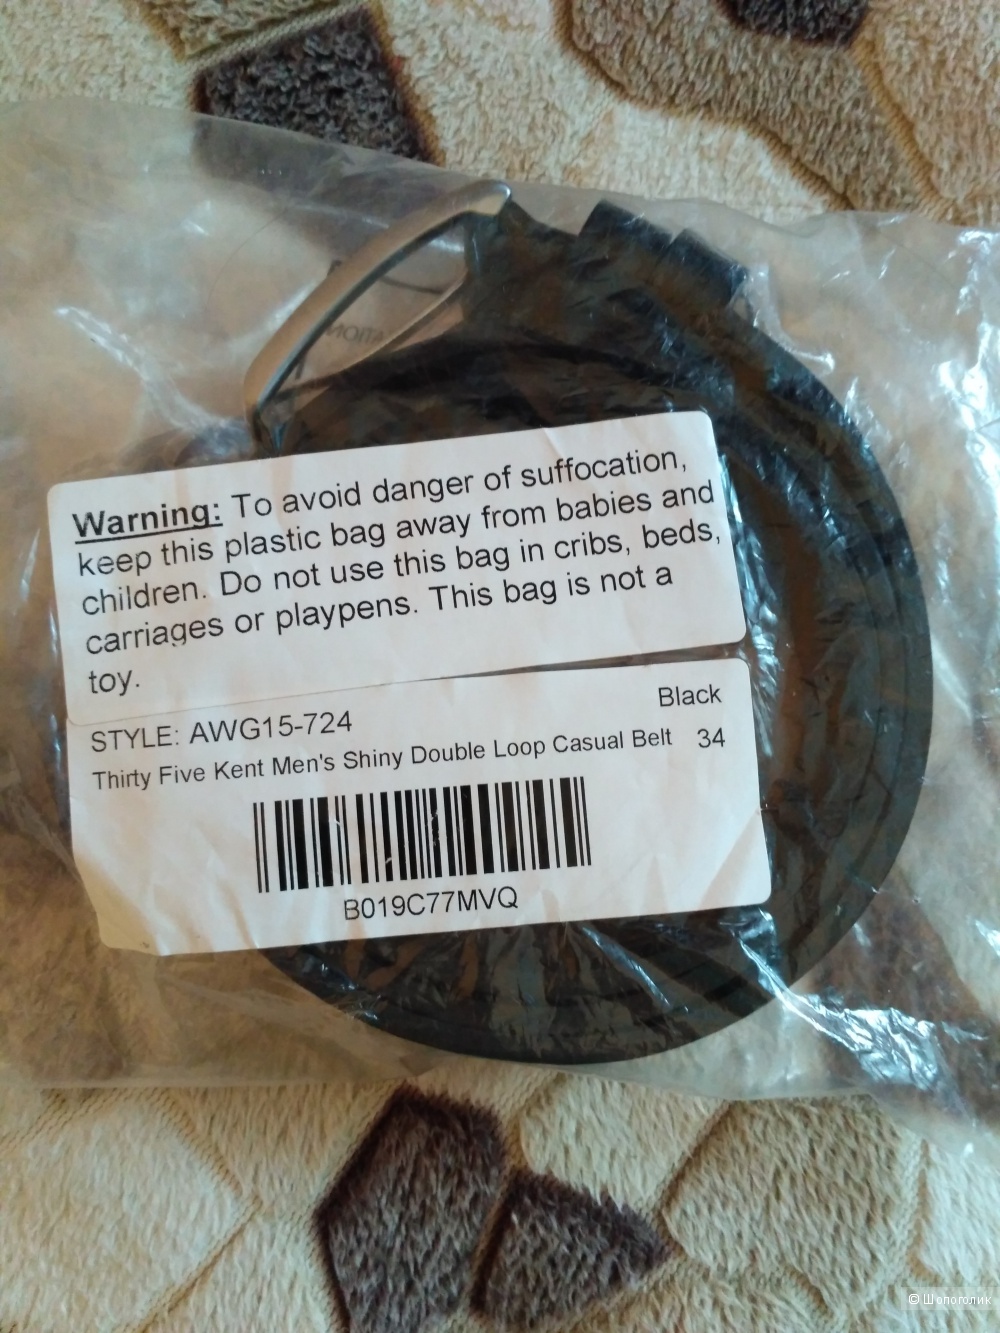 Warning: To avoid danger of suffocation,
keep this plastic bag away from babies and
children. Do not use this bag in cribs, beds,
carriages or playpens. This bag is not a
toy.
Black
STYLE: AWG15-724
Thirty Five Kent Men's Shiny Double Loop Casual Belt 34
B019C77MVQ
© Шопоголик